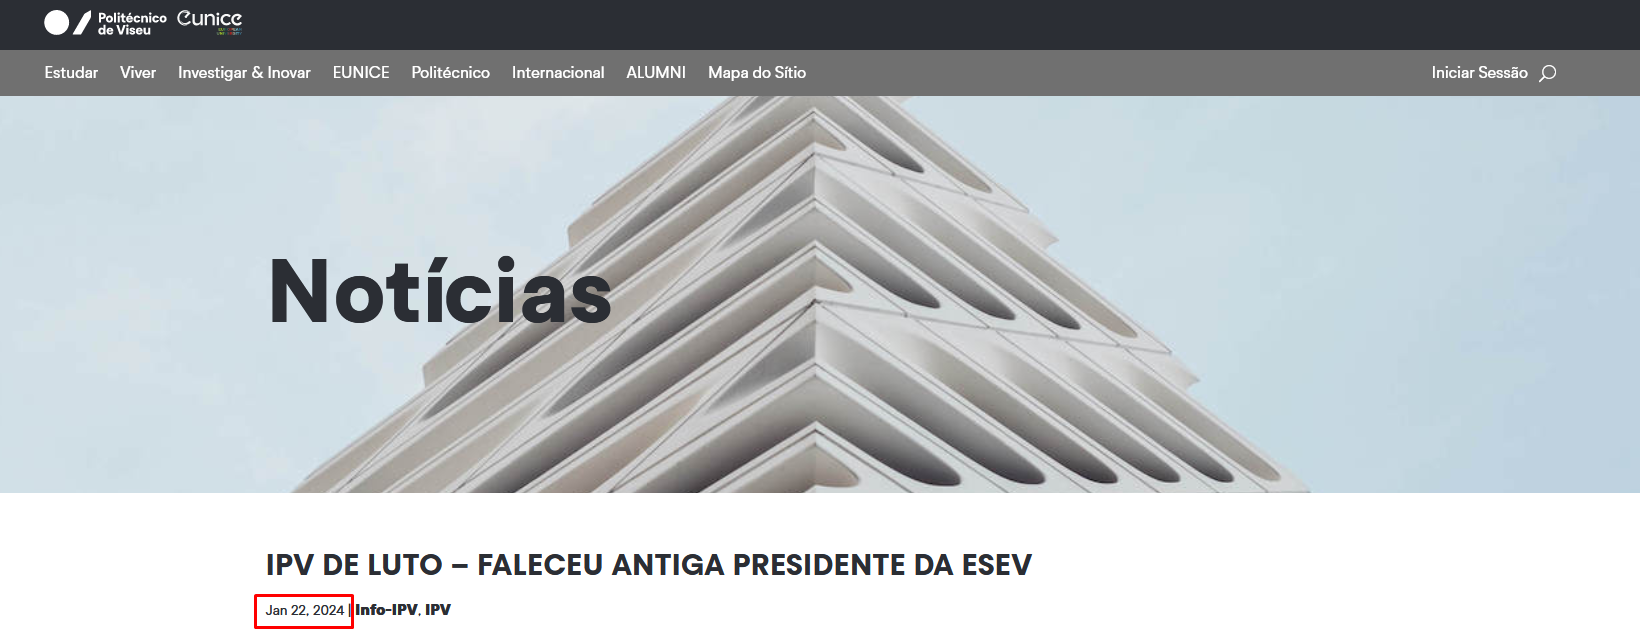 Politécnico
de Viseu
eunice
Estudar Viver Investigar & Inovar EUNICE Politécnico Internacional ALUMNI Mapa do Sítio Iniciar Sessão
Notícias
IPV DE LUTO – FALECEU ANTIGA PRESIDENTE DA ESEV
Jan 22, 2024 | Info-IPV, IPV